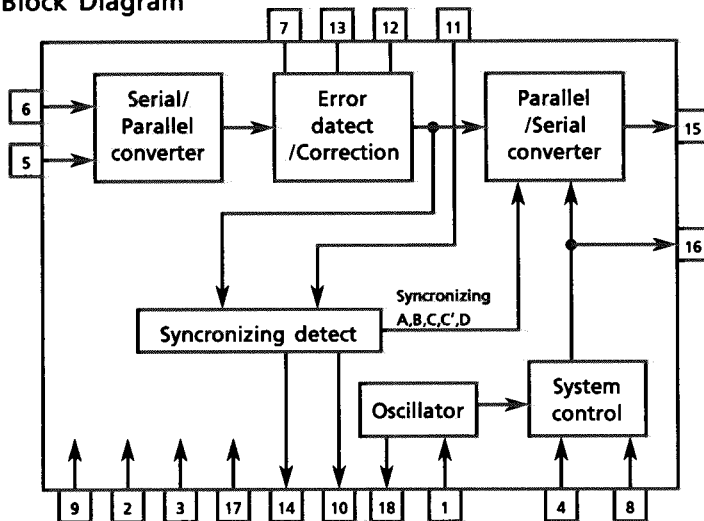 Block Diagram
7 13 12 11
6
5
Serial/
Parallel
converter
Error
datect
/Correction
Parallel
/Serial
converter
15
16
Syncronizing
A,B,C,C',D
Syncronizing detect
Oscillator
System
control
9 2 3 17 14 10 18 1 4 8